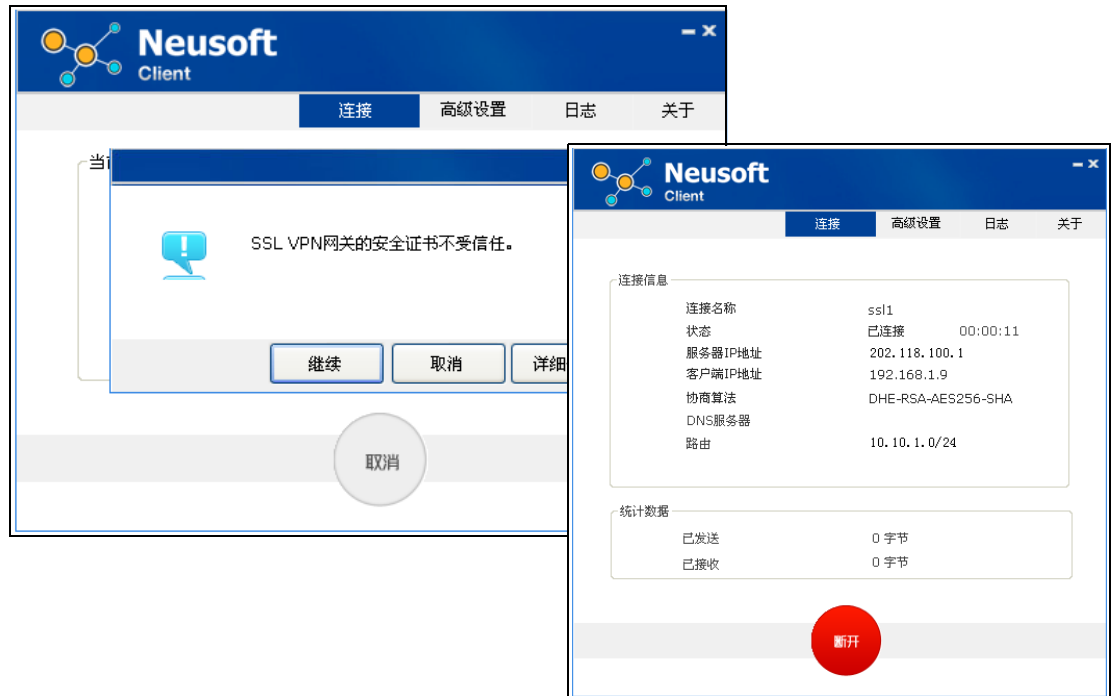 Neusoft
Client
连接 高级设置 日志 关于
SSL VPN网关的安全证书不受信任。
继续 取消 详细
取消
Neusoft
Client
连接 高级设置 日志 关于
连接信息
连接名称 ssl1
状态 已连接 00:00:11
服务器IP地址 202.118.100.1
客户端IP地址 192.168.1.9
协商算法 DHE-RSA-AES256-SHA
DNS服务器
路由 10.10.1.0/24
统计数据
已发送 0 字节
已接收 0 字节
断开